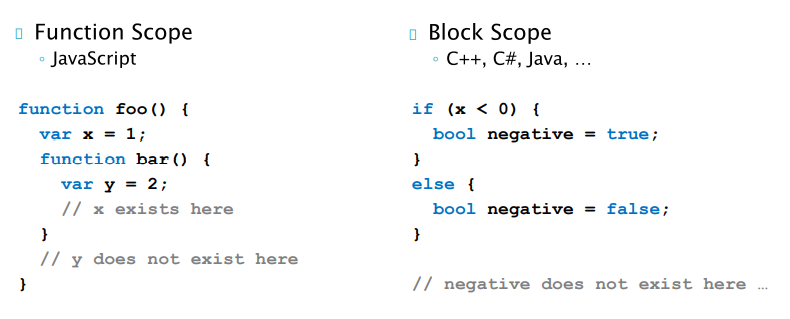 Function Scope
JavaScript
function foo() {
  var x = 1;
  function bar() {
    var y = 2;
    // x exists here
  }
  // y does not exist here
}
Block Scope
C++, C#, Java, …
if (x < 0) {
  bool negative = true;
}
else {
  bool negative = false;
}
// negative does not exist here …